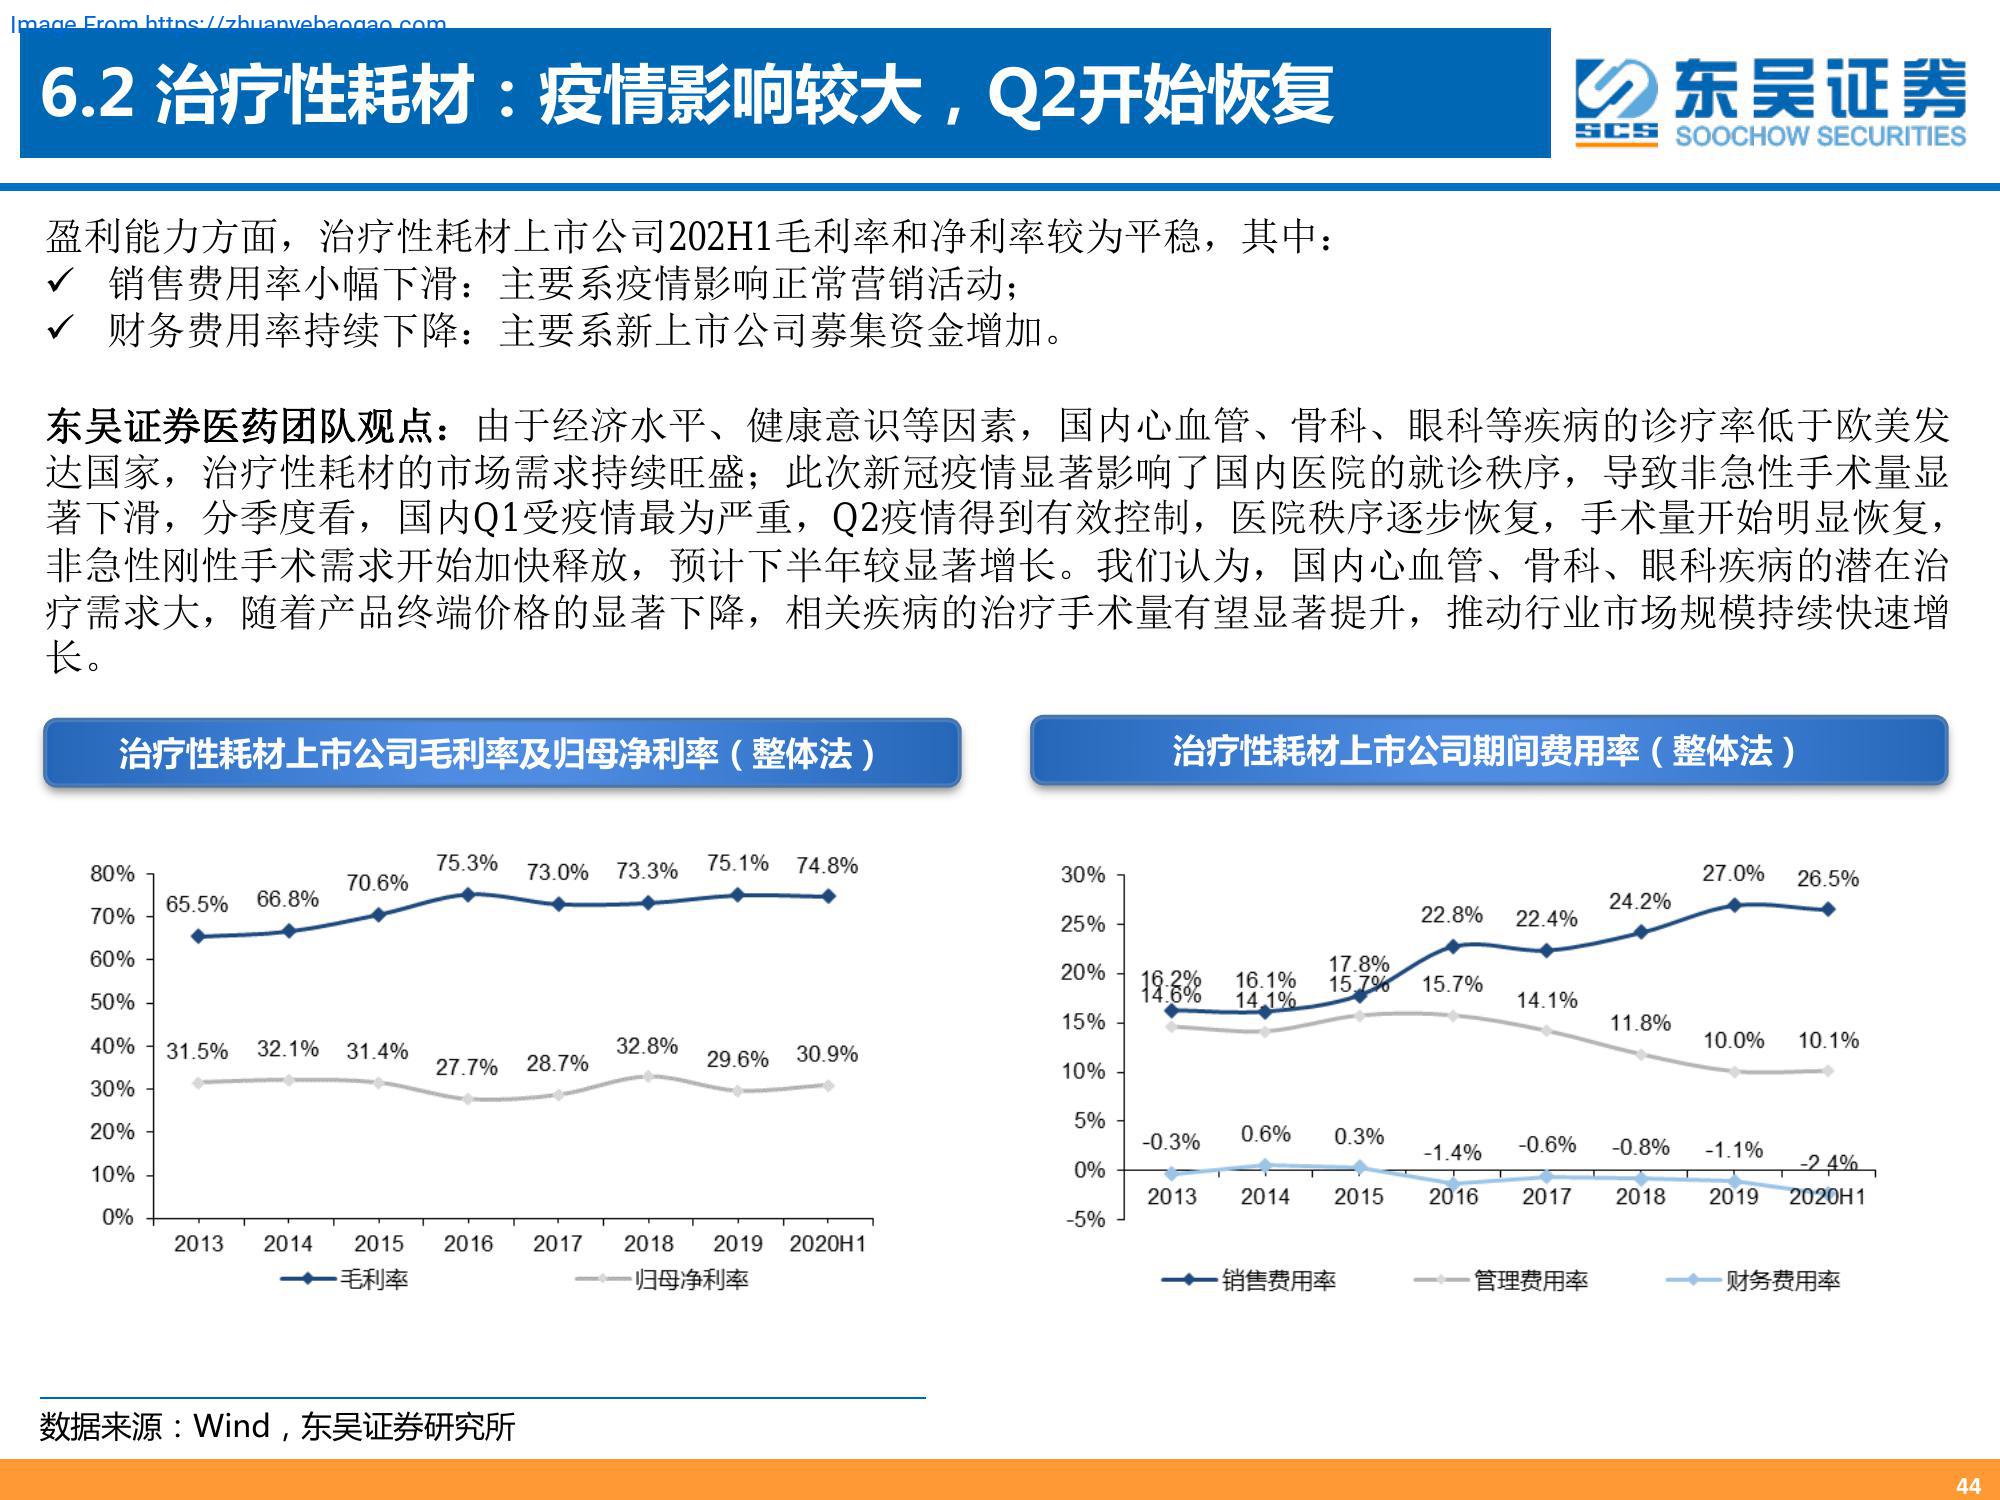 Image From https://zhuanyebaogao.com
6.2 治疗性耗材：疫情影响较大，Q2开始恢复
东吴证券
SCS
SOOCHOW SECURITIES
盈利能力方面，治疗性耗材上市公司202H1毛利率和净利率较为平稳，其中：
✓ 销售费用率小幅下滑：主要系疫情影响正常营销活动；
✓ 财务费用率持续下降：主要系新上市公司募集资金增加。
东吴证券医药团队观点：由于经济水平、健康意识等因素，国内心血管、骨科、眼科等疾病的诊疗率低于欧美发
达国家，治疗性耗材的市场需求持续旺盛；此次新冠疫情显著影响了国内医院的就诊秩序，导致非急性手术量显
著下滑，分季度看，国内Q1受疫情最为严重，Q2疫情得到有效控制，医院秩序逐步恢复，手术量开始明显恢复，
非急性刚性手术需求开始加快释放，预计下半年较显著增长。我们认为，国内心血管、骨科、眼科疾病的潜在治
疗需求大，随着产品终端价格的显著下降，相关疾病的治疗手术量有望显著提升，推动行业市场规模持续快速增
长。
治疗性耗材上市公司毛利率及归母净利率（整体法）
80%
70%
60%
50%
40%
30%
20%
10%
0%
65.5% 66.8% 70.6% 75.3% 73.0% 73.3% 75.1% 74.8%
31.5% 32.1% 31.4% 27.7% 28.7% 32.8% 29.6% 30.9%
2013 2014 2015 2016 2017 2018 2019 2020H1
毛利率 归母净利率
治疗性耗材上市公司期间费用率（整体法）
30%
25%
20%
15%
10%
5%
0%
-5%
16.2% 16.1% 17.8% 22.8% 22.4% 24.2% 27.0% 26.5%
14.6% 14.1% 15.7% 15.7% 14.1% 11.8% 10.0% 10.1%
-0.3% 0.6% 0.3% -1.4% -0.6% -0.8% -1.1% -2.4%
2013 2014 2015 2016 2017 2018 2019 2020H1
销售费用率 管理费用率 财务费用率
数据来源：Wind，东吴证券研究所
44